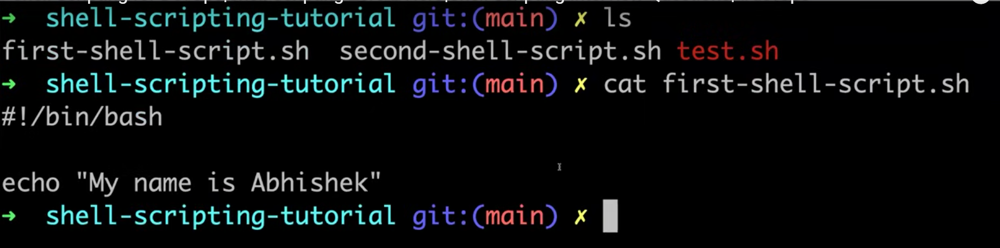 ➜ shell-scripting-tutorial git:(main) ✗ ls
first-shell-script.sh second-shell-script.sh test.sh
➜ shell-scripting-tutorial git:(main) ✗ cat first-shell-script.sh
#!/bin/bash
echo "My name is Abhishek"
➜ shell-scripting-tutorial git:(main) ✗